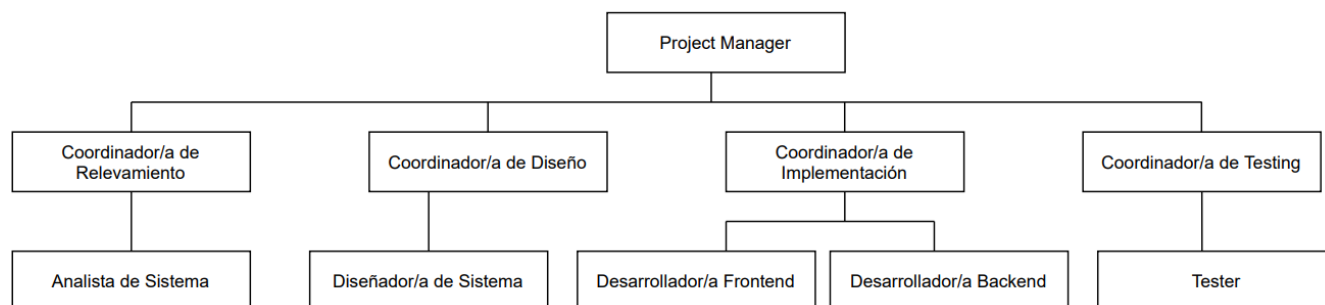 Project Manager
Coordinador/a de
Relevamiento
Coordinador/a de Diseño
Coordinador/a de
Implementación
Coordinador/a de Testing
Analista de Sistema
Diseñador/a de Sistema
Desarrollador/a Frontend
Desarrollador/a Backend
Tester